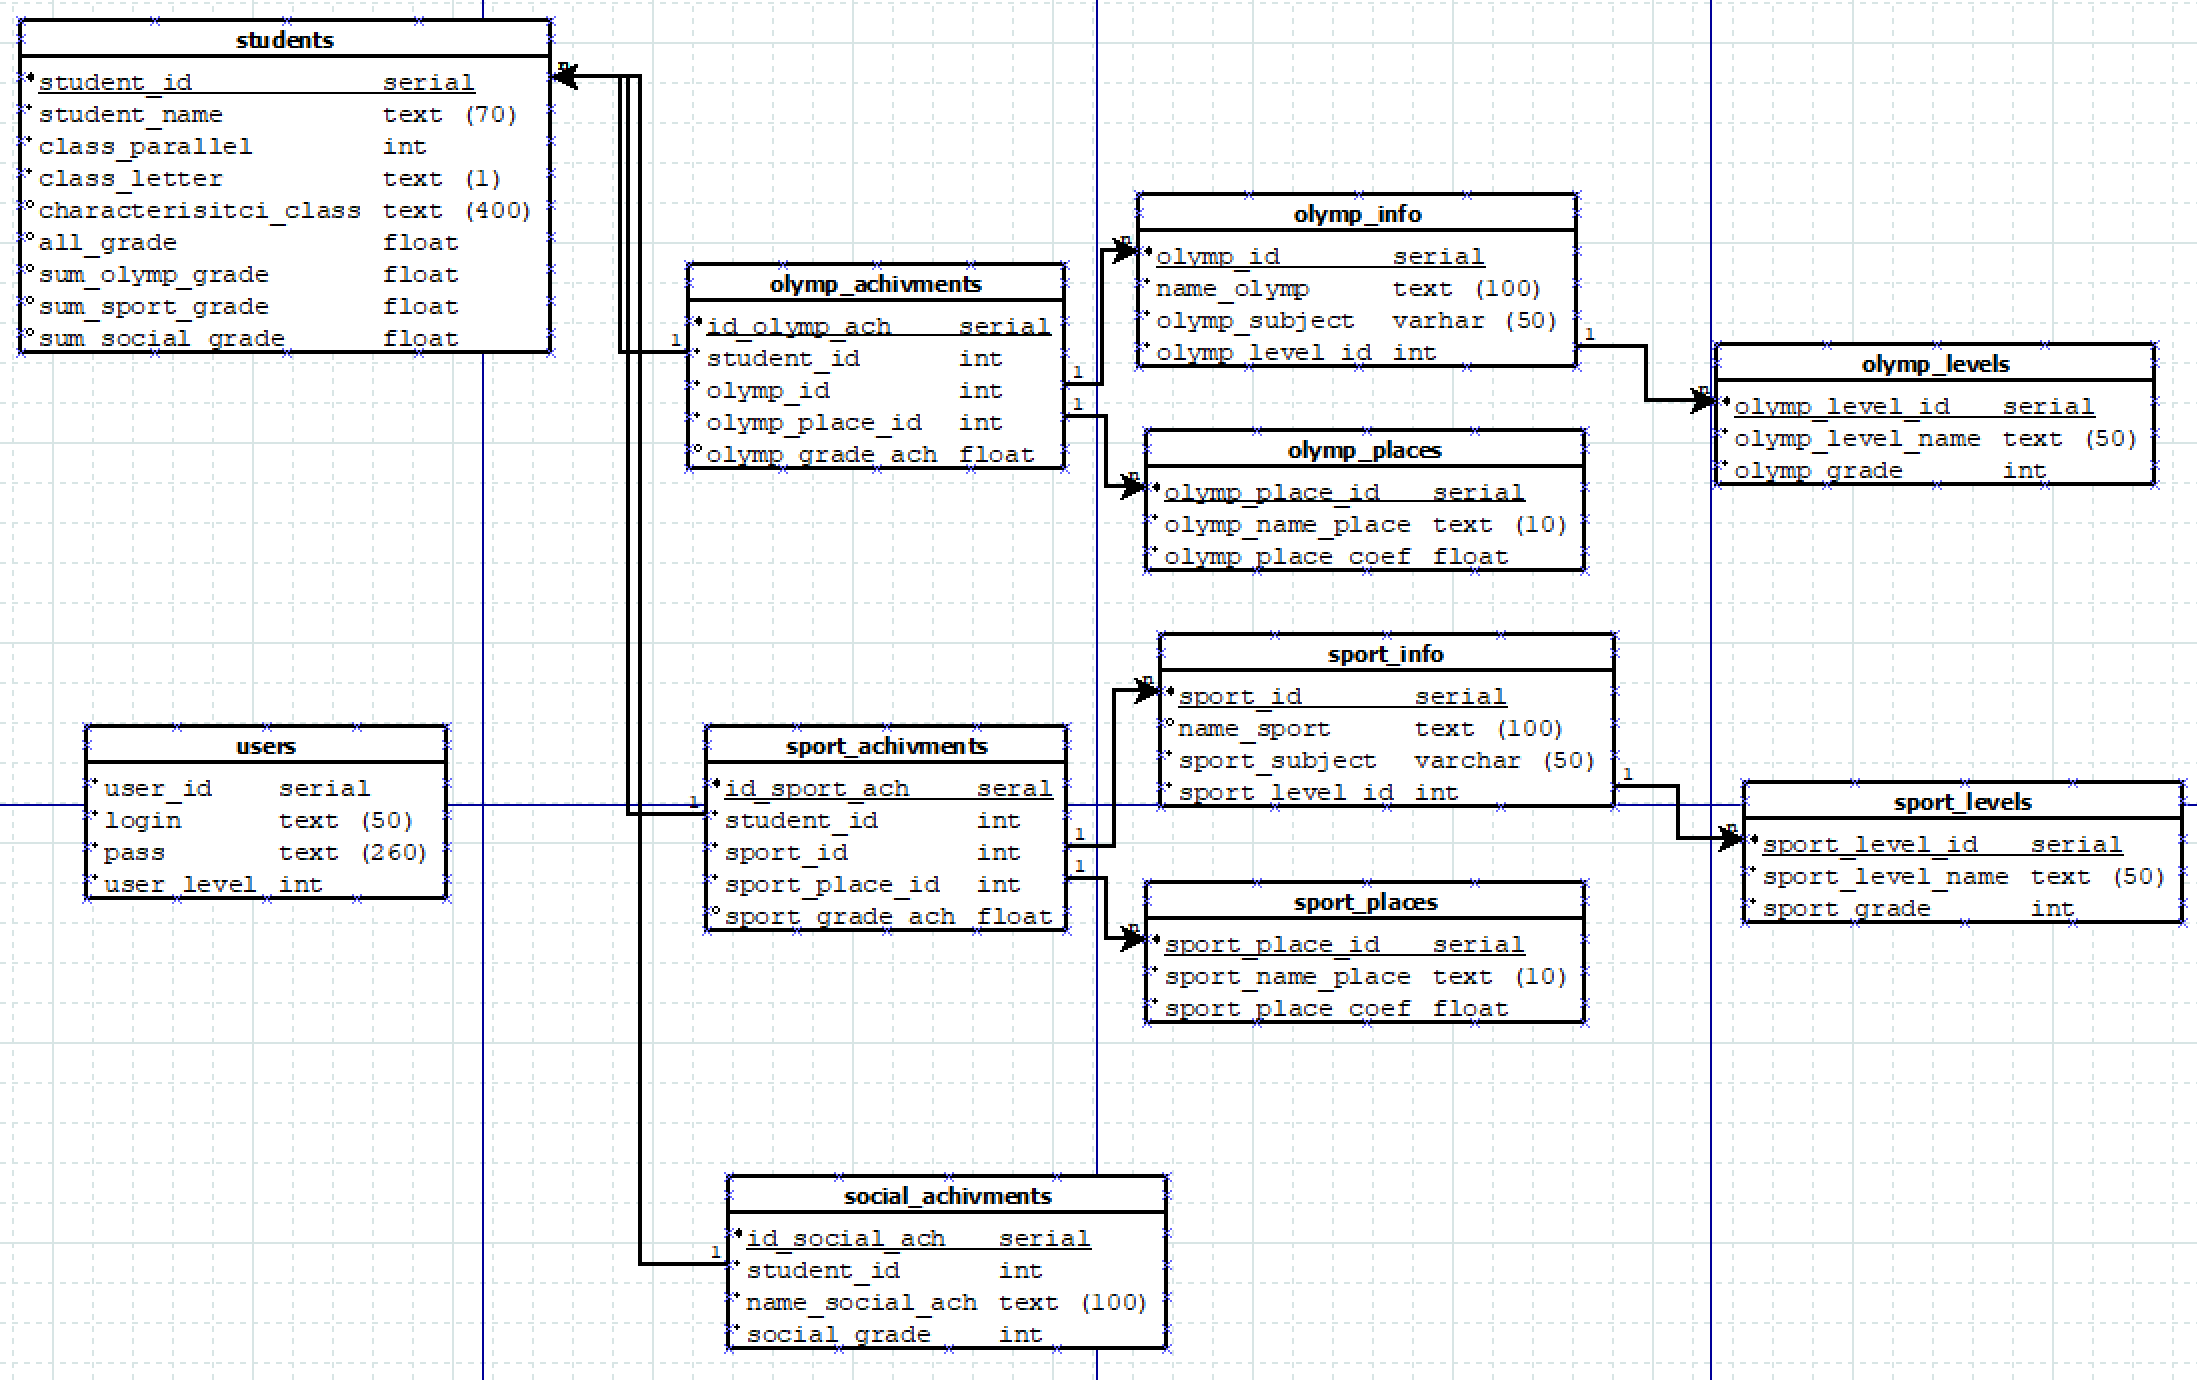 students
student_id serial
student_name text (70)
class_parallel int
class_letter text (1)
characterisitci_class text (400)
all_grade float
sum_olymp_grade float
sum_sport_grade float
sum_social_grade float
n
olymp_achivments
id_olymp_ach serial
1 student_id int
olymp_id int 1
olymp_place_id int 1
olymp_grade_ach float
olymp_info
n olymp_id serial
name_olymp text (100)
olymp_subject varhar (50)
olymp_level_id int 1
olymp_levels
n olymp_level_id serial
olymp_level_name text (50)
olymp_grade int
olymp_places
n olymp_place_id serial
olymp_name_place text (10)
olymp_place_coef float
users
user_id serial
login text (50)
pass text (260)
user_level int
sport_achivments
id_sport_ach seral
1 student_id int
sport_id int 1
sport_place_id int 1
sport_grade_ach float
sport_info
n sport_id serial
name_sport text (100)
sport_subject varchar (50)
sport_level_id int 1
sport_levels
n sport_level_id serial
sport_level_name text (50)
sport_grade int
sport_places
n sport_place_id serial
sport_name_place text (10)
sport_place_coef float
social_achivments
id_social_ach serial
1 student_id int
name_social_ach text (100)
social_grade int